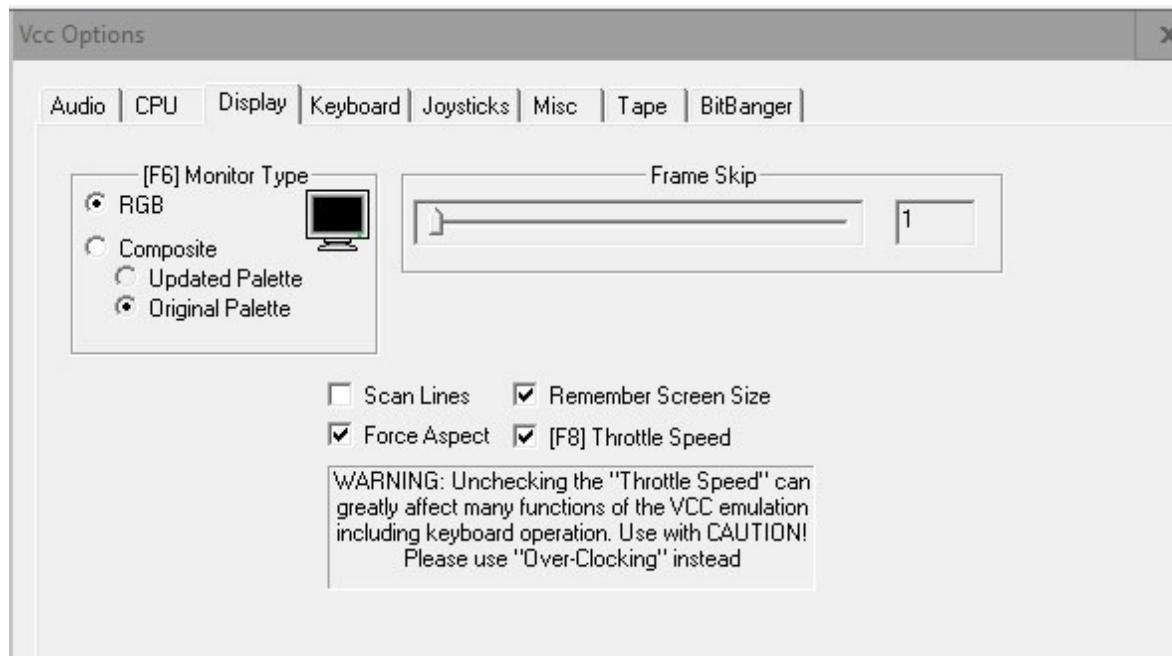 Vcc Options
Audio CPU Display Keyboard Joysticks Misc Tape BitBanger
[F6] Monitor Type
RGB
Composite
Updated Palette
Original Palette
Frame Skip
1
Scan Lines
Remember Screen Size
Force Aspect
[F8] Throttle Speed
WARNING: Unchecking the "Throttle Speed" can
greatly affect many functions of the VCC emulation
including keyboard operation. Use with CAUTION!
Please use "Over-Clocking" instead